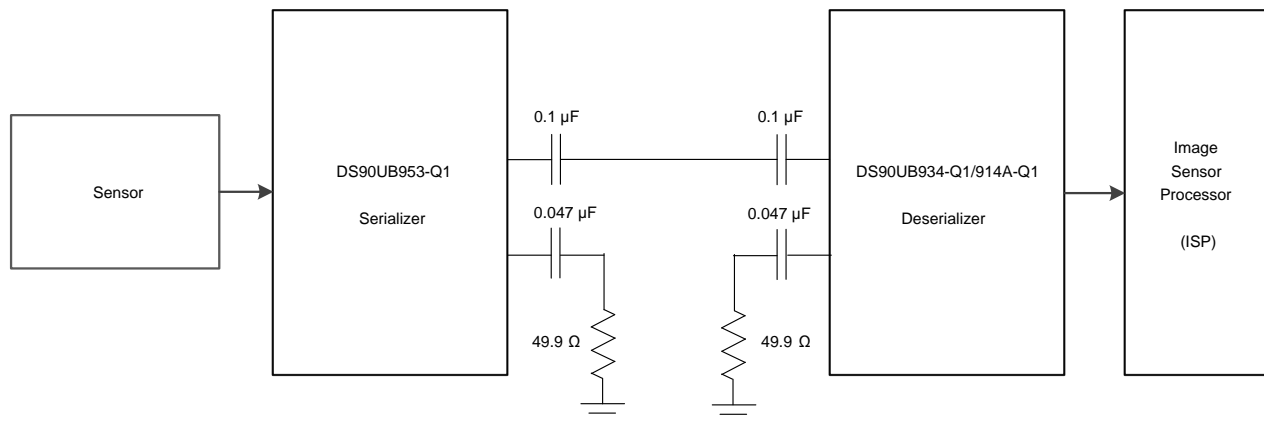 Sensor
DS90UB953-Q1
Serializer
0.1 µF
0.047 µF
49.9 Ω
0.1 µF
0.047 µF
49.9 Ω
DS90UB934-Q1/914A-Q1
Deserializer
Image
Sensor
Processor
(ISP)